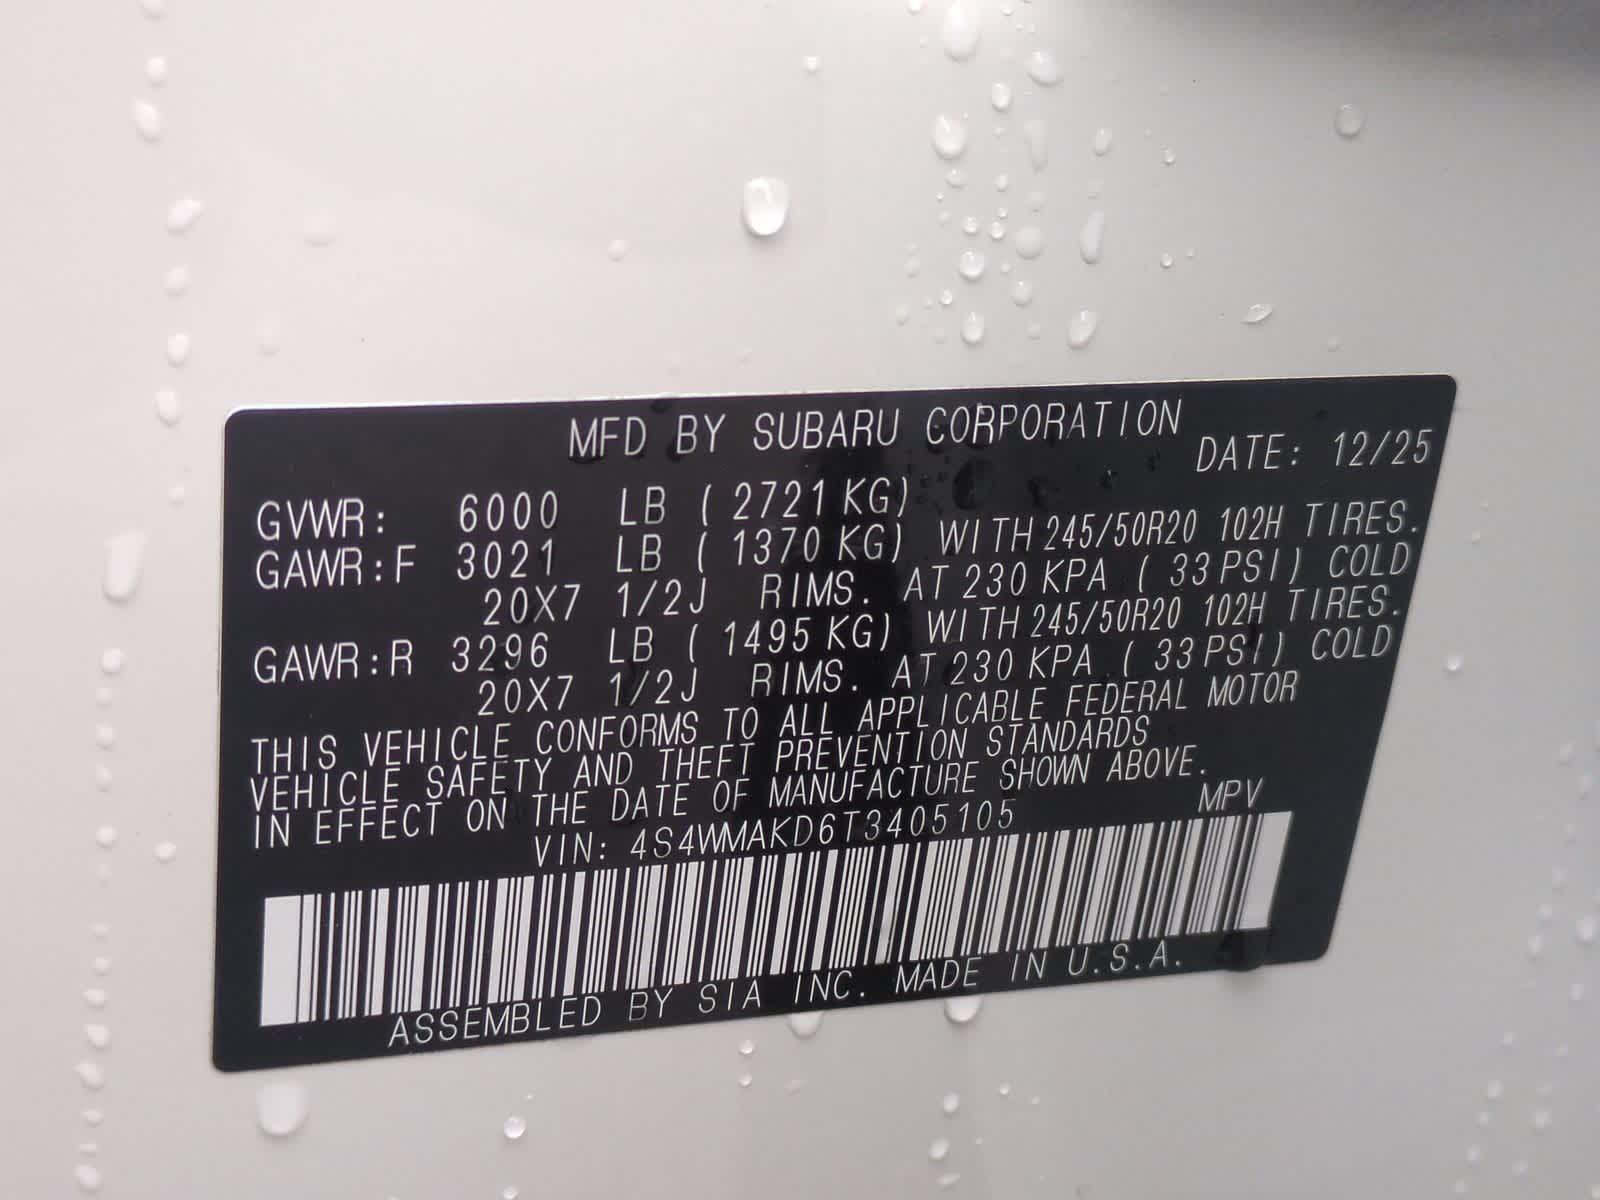 MFD BY SUBARU CORPORATION
DATE: 12/25
GVWR: 6000 LB ( 2721 KG)
GAWR:F 3021 LB ( 1370 KG) WITH 245/50R20 102H TIRES.
20X7 1/2J RIMS. AT 230 KPA ( 33 PSI) COLD
GAWR:R 3296 LB ( 1495 KG) WITH 245/50R20 102H TIRES.
20X7 1/2J RIMS. AT 230 KPA ( 33 PSI) COLD
THIS VEHICLE CONFORMS TO ALL APPLICABLE FEDERAL MOTOR
VEHICLE SAFETY AND THEFT PREVENTION STANDARDS
IN EFFECT ON THE DATE OF MANUFACTURE SHOWN ABOVE.
VIN: 4S4WMAKD6T3405105 MPV
ASSEMBLED BY SIA INC. MADE IN U.S.A.